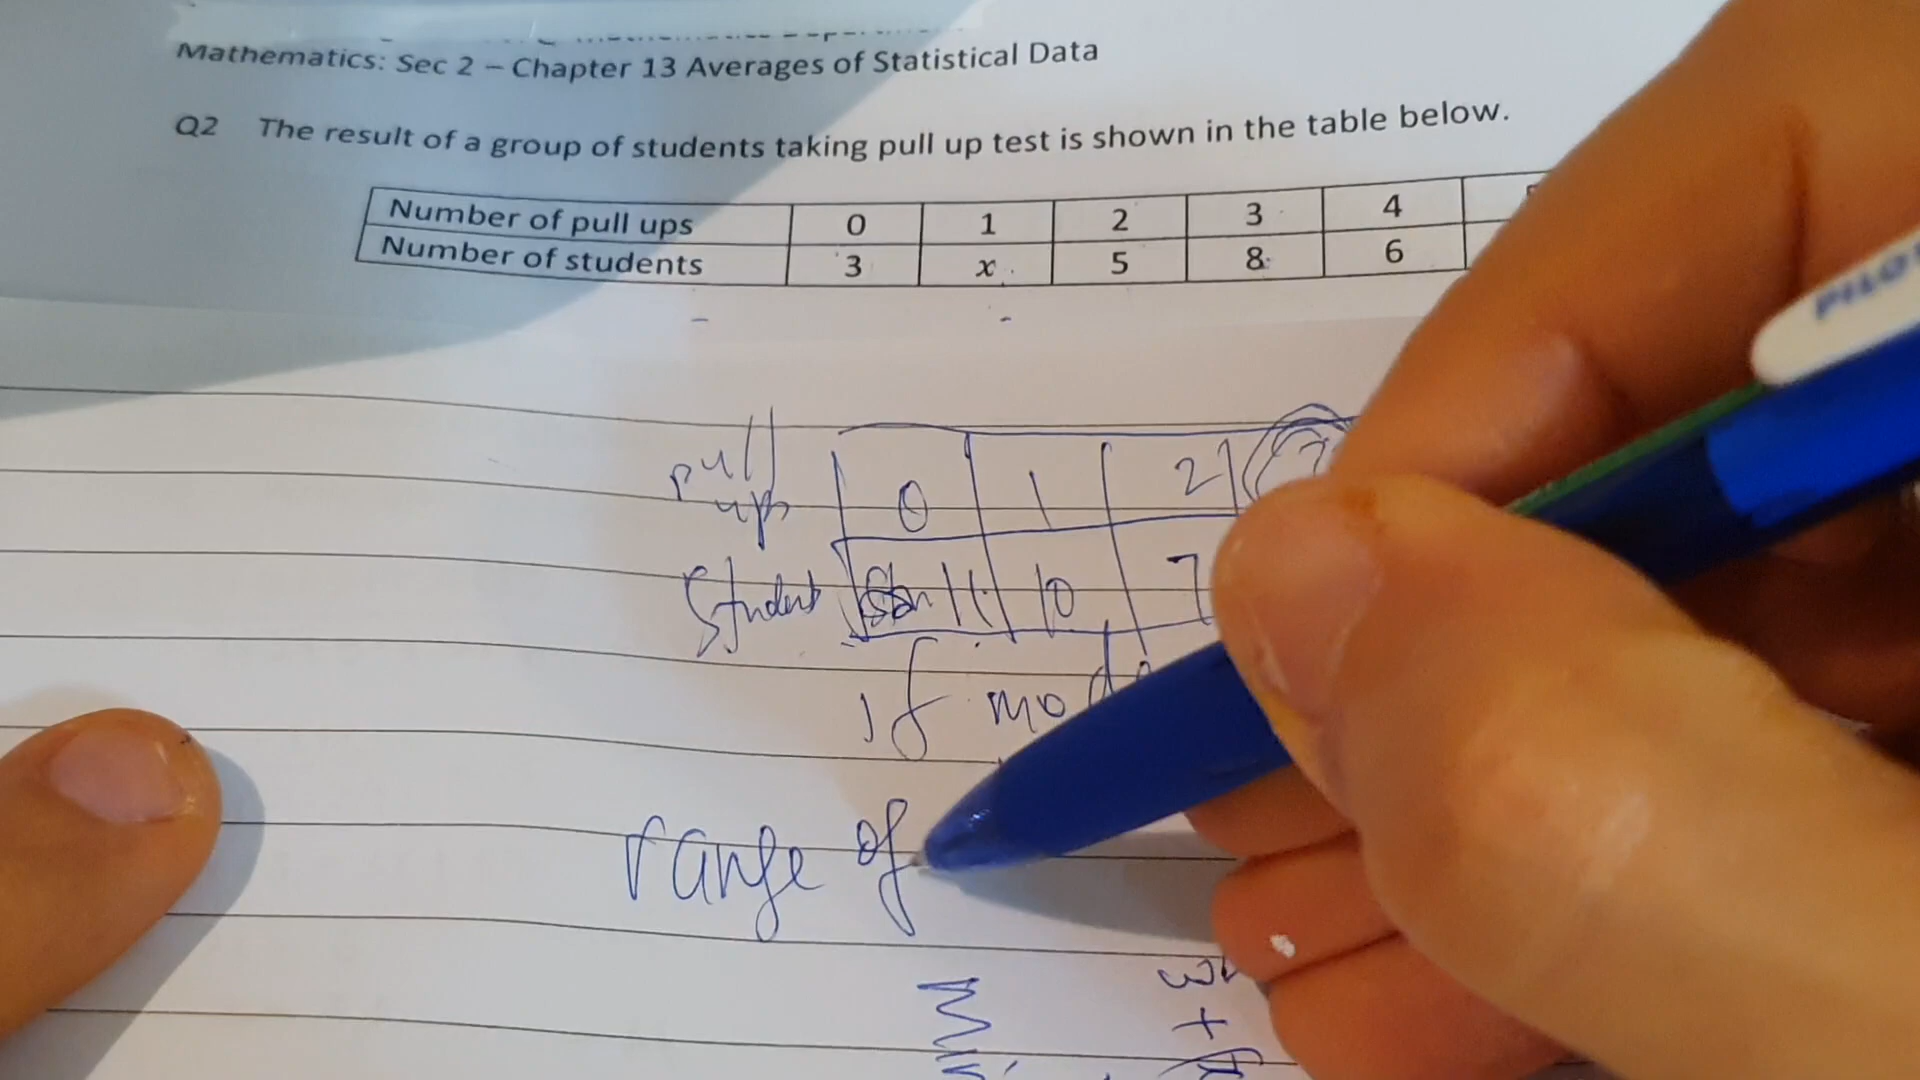 Mathematics: Sec 2 – Chapter 13 Averages of Statistical Data
Q2 The result of a group of students taking pull up test is shown in the table below.
Number of pull ups 0 1 2 3 4
Number of students 3 x 5 8 6
pull ups 0 1 2
Student 11 10 7
if
range of
3
+